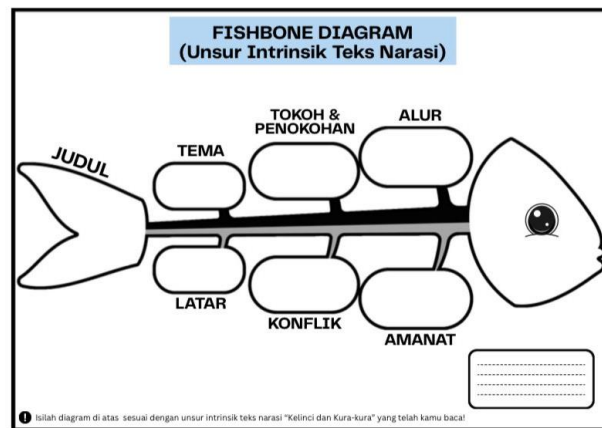 FISHBONE DIAGRAM
(Unsur Intrinsik Teks Narasi)
JUDUL
TEMA
TOKOH &
PENOKOHAN
ALUR
LATAR
KONFLIK
AMANAT
! Isilah diagram di atas sesuai dengan unsur intrinsik teks narasi "Kelinci dan Kura-kura" yang telah kamu baca!